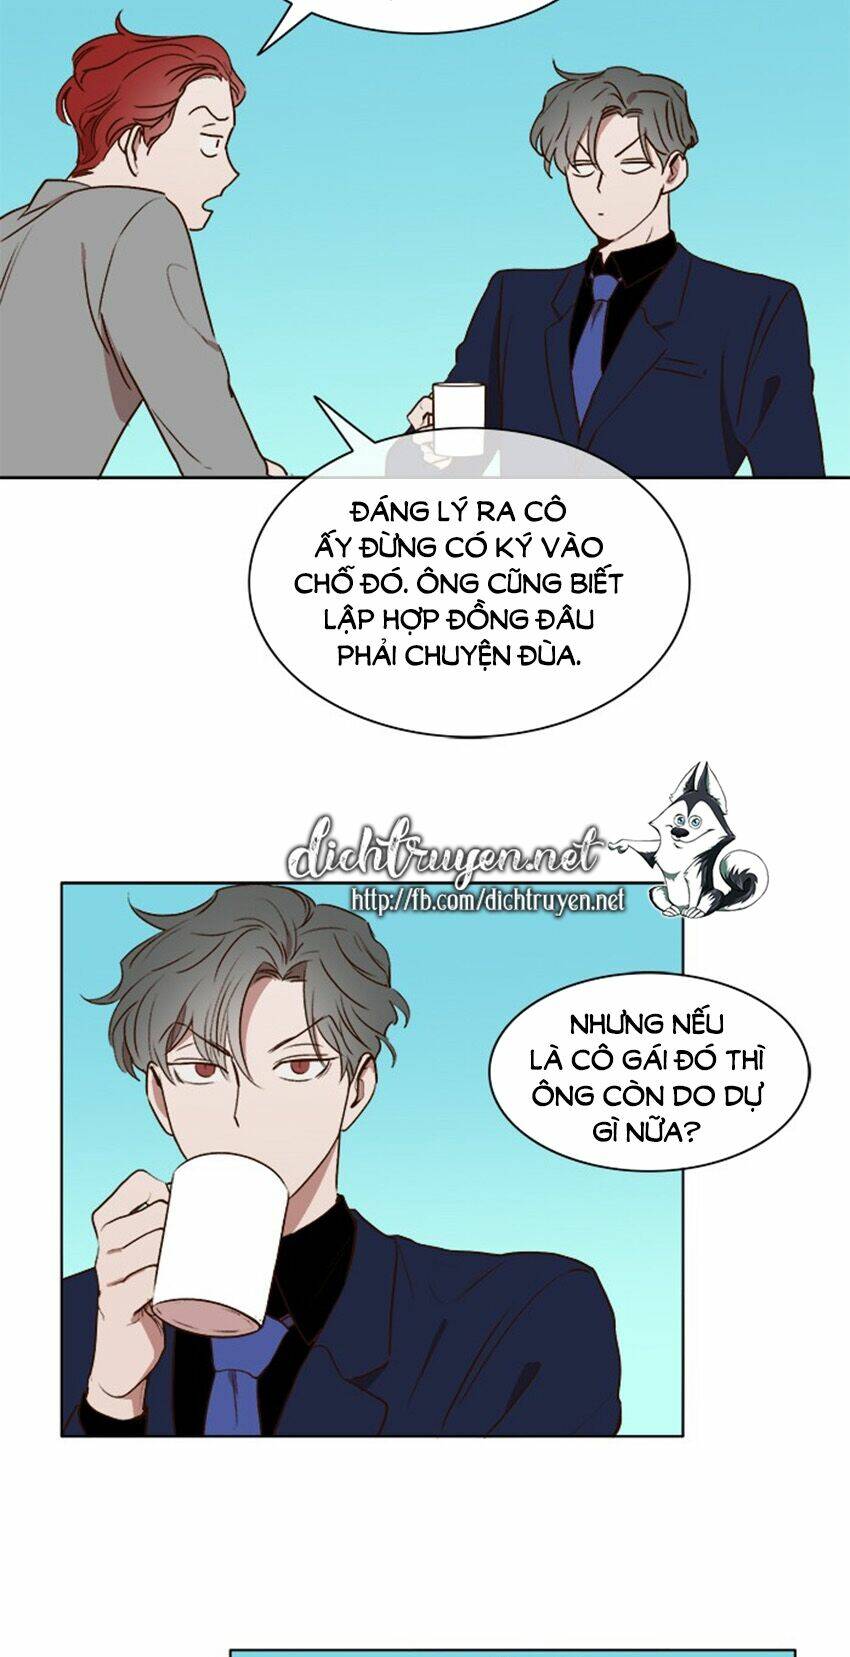 ĐÁNG LÝ RA CÔ
ẤY ĐỪNG CÓ KÝ VÀO
CHỖ ĐÓ. ÔNG CŨNG BIẾT
LẬP HỢP ĐỒNG ĐÂU
PHẢI CHUYỆN ĐÙA.
dichtruyen.net
http://fb.com/dichtruyen.net
NHƯNG NẾU
LÀ CÔ GÁI ĐÓ THÌ
ÔNG CÒN DO DỰ
GÌ NỮA?